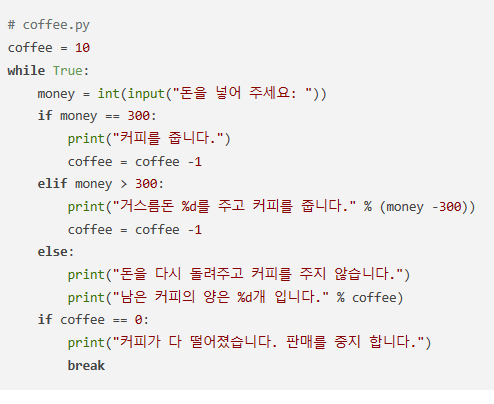 # coffee.py
coffee = 10
while True:
    money = int(input("돈을 넣어 주세요: "))
    if money == 300:
        print("커피를 줍니다.")
        coffee = coffee -1
    elif money > 300:
        print("거스름돈 %d를 주고 커피를 줍니다." % (money -300))
        coffee = coffee -1
    else:
        print("돈을 다시 돌려주고 커피를 주지 않습니다.")
        print("남은 커피의 양은 %d개 입니다." % coffee)
    if coffee == 0:
        print("커피가 다 떨어졌습니다. 판매를 중지 합니다.")
        break